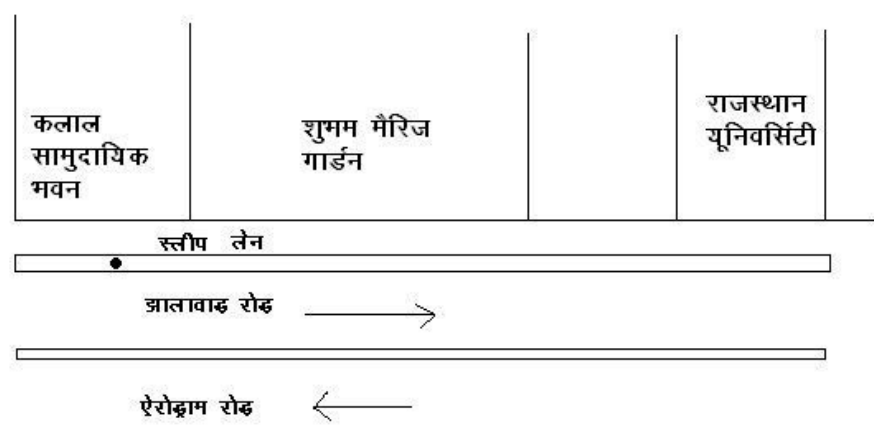 कलाल
सामुदायिक
भवन
शुभम मैरिज
गार्डन
राजस्थान
यूनिवर्सिटी
स्लीप लेन
झालावाड़ रोड़
ऐरोड्राम रोड़